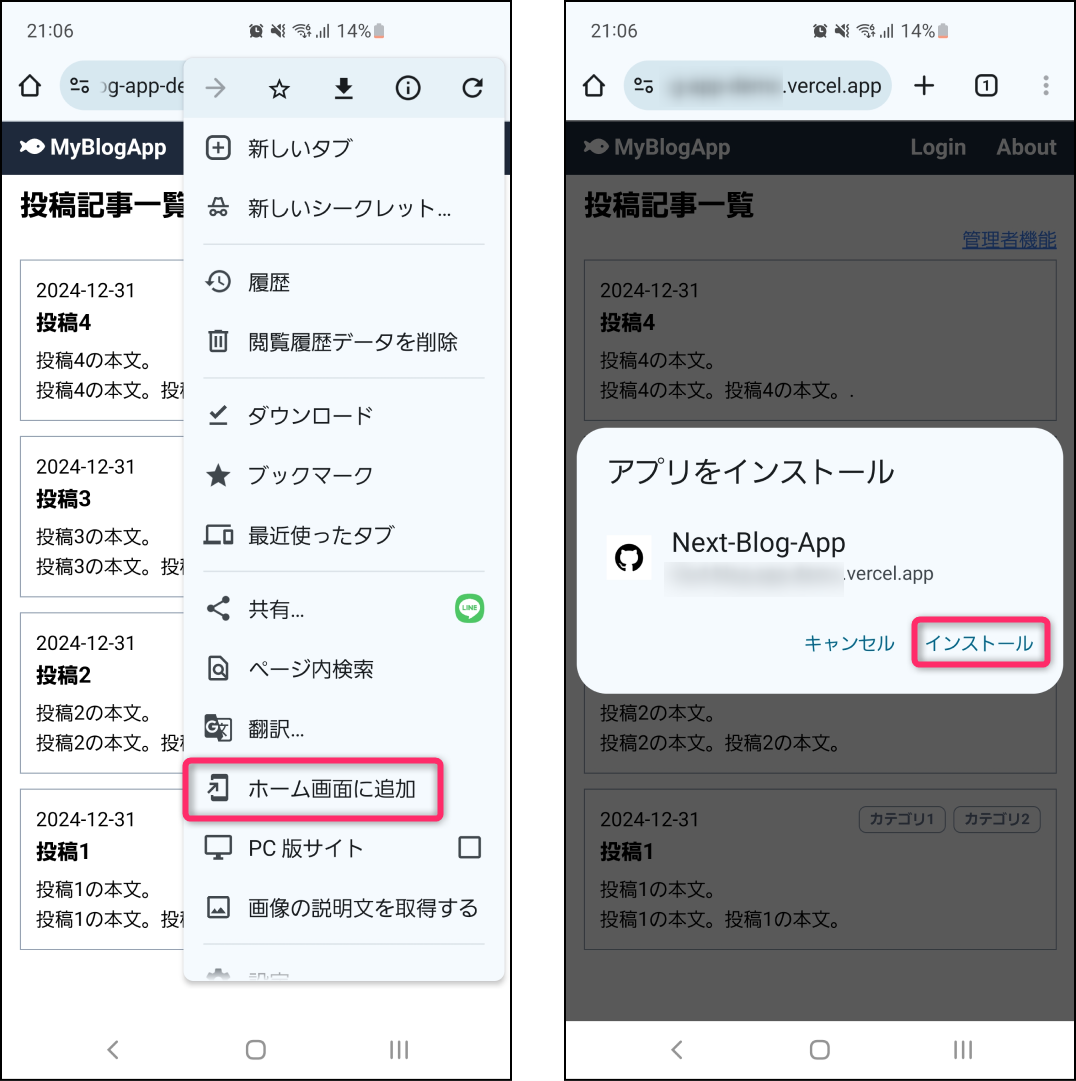 21:06
14%
og-app-de
MyBlogApp
投稿記事一覧
2024-12-31
投稿4
投稿4の本文。
投稿4の本文。投稿
2024-12-31
投稿3
投稿3の本文。
投稿3の本文。投稿
2024-12-31
投稿2
投稿2の本文。
投稿2の本文。投稿
2024-12-31
投稿1
投稿1の本文。
投稿1の本文。投稿
新しいタブ
新しいシークレット...
履歴
閲覧履歴データを削除
ダウンロード
ブックマーク
最近使ったタブ
共有...
LINE
ページ内検索
翻訳...
ホーム画面に追加
PC 版サイト
画像の説明文を取得する
設定
21:06
14%
.vercel.app
1
MyBlogApp
Login
About
投稿記事一覧
管理者機能
2024-12-31
投稿4
投稿4の本文。
投稿4の本文。投稿4の本文。.
アプリをインストール
Next-Blog-App
.vercel.app
キャンセル
インストール
投稿2の本文。
投稿2の本文。投稿2の本文。
2024-12-31
カテゴリ1
カテゴリ2
投稿1
投稿1の本文。
投稿1の本文。投稿1の本文。